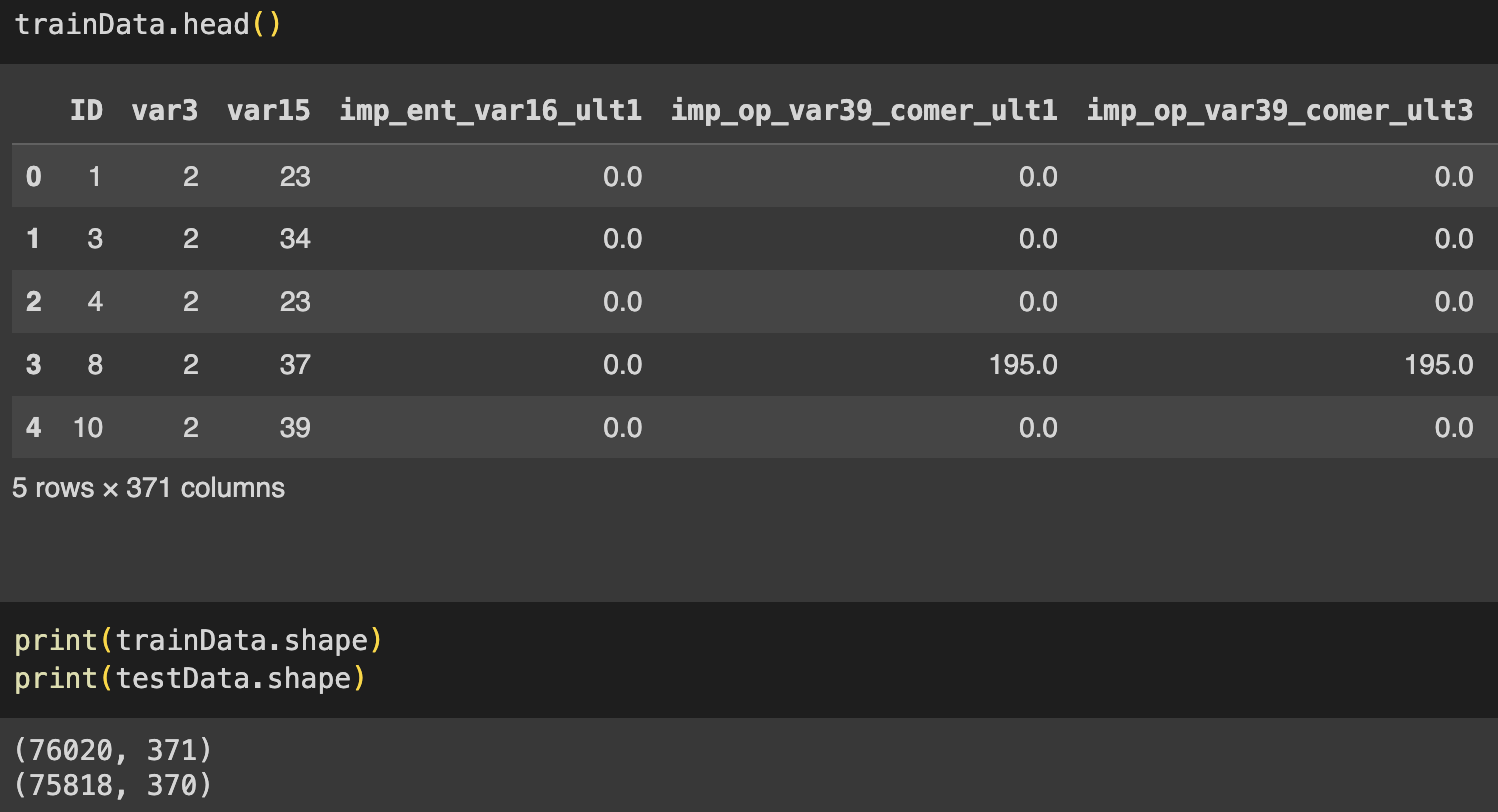 trainData.head()
ID var3 var15 imp_ent_var16_ult1 imp_op_var39_comer_ult1 imp_op_var39_comer_ult3
0 1 2 23 0.0 0.0 0.0
1 3 2 34 0.0 0.0 0.0
2 4 2 23 0.0 0.0 0.0
3 8 2 37 0.0 195.0 195.0
4 10 2 39 0.0 0.0 0.0
5 rows × 371 columns
print(trainData.shape)
print(testData.shape)
(76020, 371)
(75818, 370)